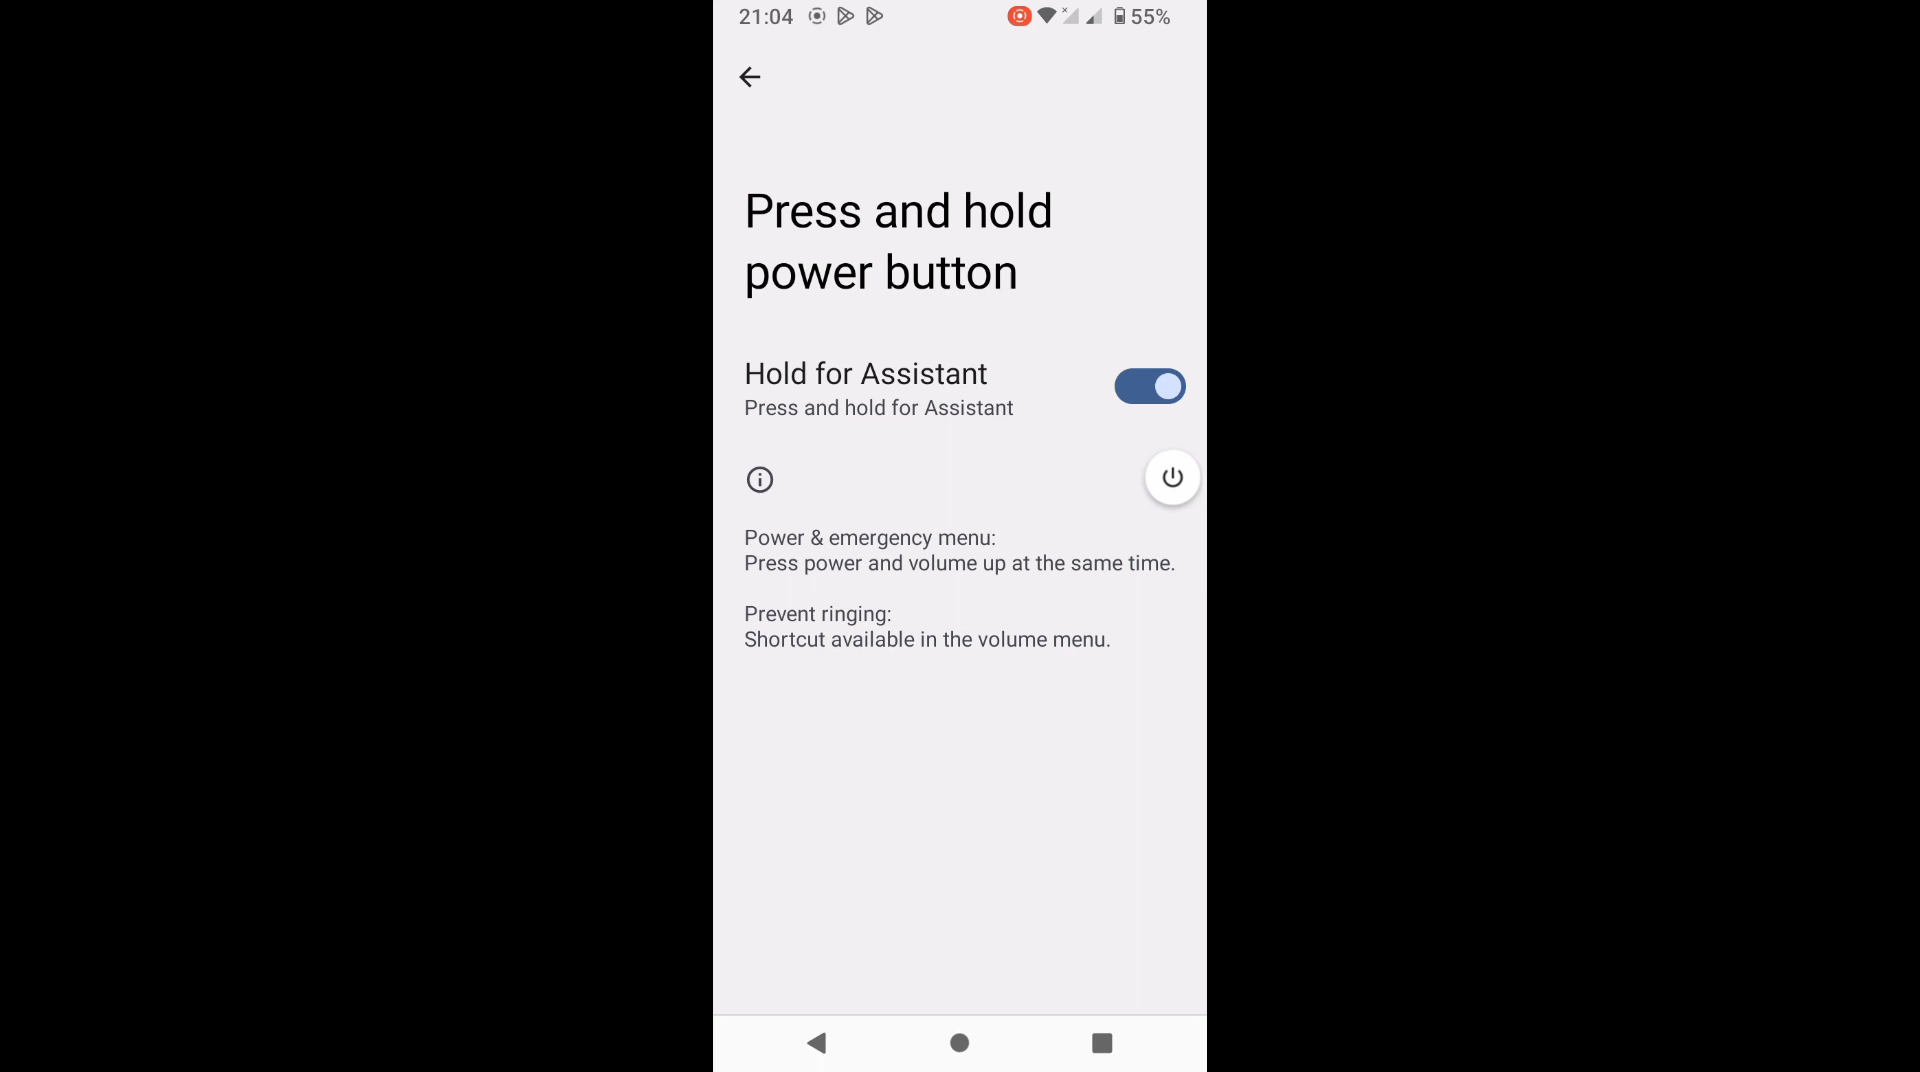 21:04
55%
Press and hold
power button
Hold for Assistant
Press and hold for Assistant
Power & emergency menu:
Press power and volume up at the same time.
Prevent ringing:
Shortcut available in the volume menu.